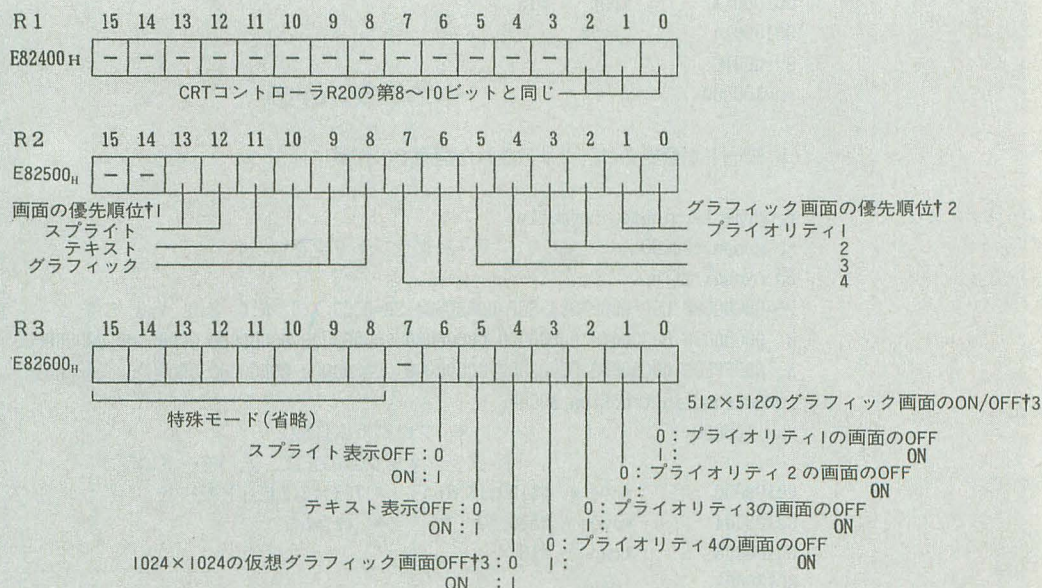 R1 15 14 13 12 11 10 9 8 7 6 5 4 3 2 1 0
E82400H - - - - - - - - - - - - -
CRTコントローラR20の第8〜10ビットと同じ
R2 15 14 13 12 11 10 9 8 7 6 5 4 3 2 1 0
E82500H - -
画面の優先順位†1
スプライト
テキスト
グラフィック
グラフィック画面の優先順位†2
プライオリティ1
2
3
4
R3 15 14 13 12 11 10 9 8 7 6 5 4 3 2 1 0
E82600H -
特殊モード(省略)
512×512のグラフィック画面のON/OFF†3
スプライト表示OFF:0
ON:1
0:プライオリティ1の画面のOFF
1: ON
0:プライオリティ2の画面のOFF
1: ON
テキスト表示OFF:0
ON:1
0:プライオリティ3の画面のOFF
1: ON
0:プライオリティ4の画面のOFF
1: ON
1024×1024の仮想グラフィック画面OFF†3:0
ON :1